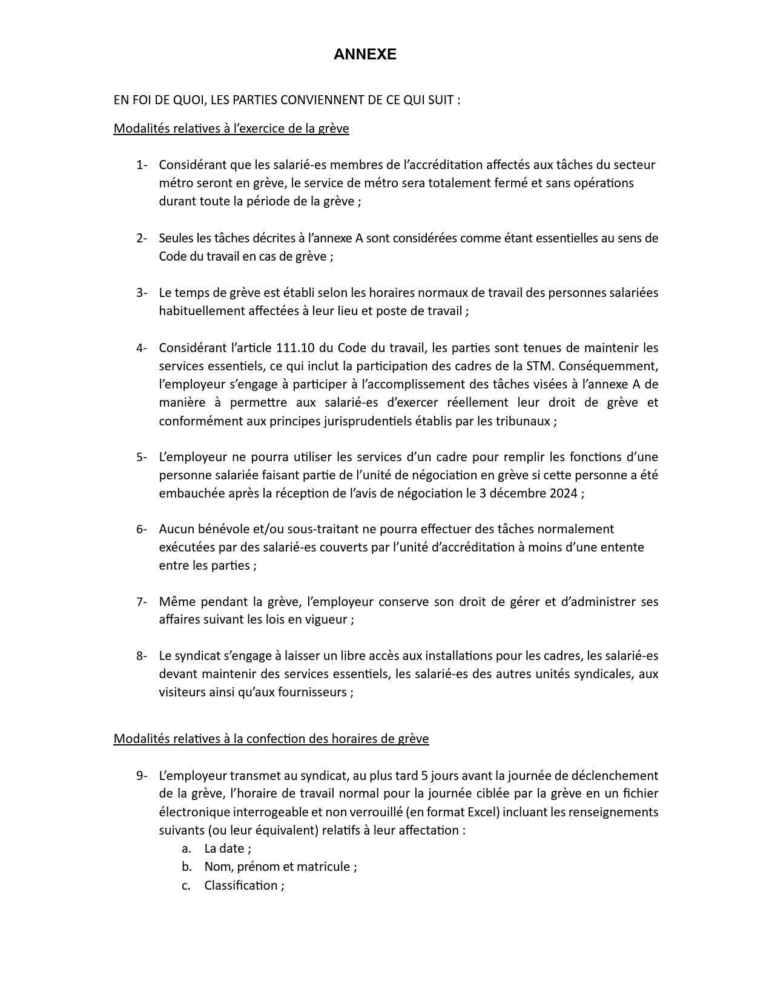 ANNEXE
EN FOI DE QUOI, LES PARTIES CONVIENNENT DE CE QUI SUIT :
Modalités relatives à l’exercice de la grève
1- Considérant que les salarié-es membres de l’accréditation affectés aux tâches du secteur
métro seront en grève, le service de métro sera totalement fermé et sans opérations
durant toute la période de la grève ;
2- Seules les tâches décrites à l’annexe A sont considérées comme étant essentielles au sens de
Code du travail en cas de grève ;
3- Le temps de grève est établi selon les horaires normaux de travail des personnes salariées
habituellement affectées à leur lieu et poste de travail ;
4- Considérant l’article 111.10 du Code du travail, les parties sont tenues de maintenir les
services essentiels, ce qui inclut la participation des cadres de la STM. Conséquemment,
l’employeur s’engage à participer à l’accomplissement des tâches visées à l’annexe A de
manière à permettre aux salarié-es d’exercer réellement leur droit de grève et
conformément aux principes jurisprudentiels établis par les tribunaux ;
5- L’employeur ne pourra utiliser les services d’un cadre pour remplir les fonctions d’une
personne salariée faisant partie de l’unité de négociation en grève si cette personne a été
embauchée après la réception de l’avis de négociation le 3 décembre 2024 ;
6- Aucun bénévole et/ou sous-traitant ne pourra effectuer des tâches normalement
exécutées par des salarié-es couverts par l’unité d’accréditation à moins d’une entente
entre les parties ;
7- Même pendant la grève, l’employeur conserve son droit de gérer et d’administrer ses
affaires suivant les lois en vigueur ;
8- Le syndicat s’engage à laisser un libre accès aux installations pour les cadres, les salarié-es
devant maintenir des services essentiels, les salarié-es des autres unités syndicales, aux
visiteurs ainsi qu’aux fournisseurs ;
Modalités relatives à la confection des horaires de grève
9- L’employeur transmet au syndicat, au plus tard 5 jours avant la journée de déclenchement
de la grève, l’horaire de travail normal pour la journée ciblée par la grève en un fichier
électronique interrogeable et non verrouillé (en format Excel) incluant les renseignements
suivants (ou leur équivalent) relatifs à leur affectation :
a. La date ;
b. Nom, prénom et matricule ;
c. Classification ;